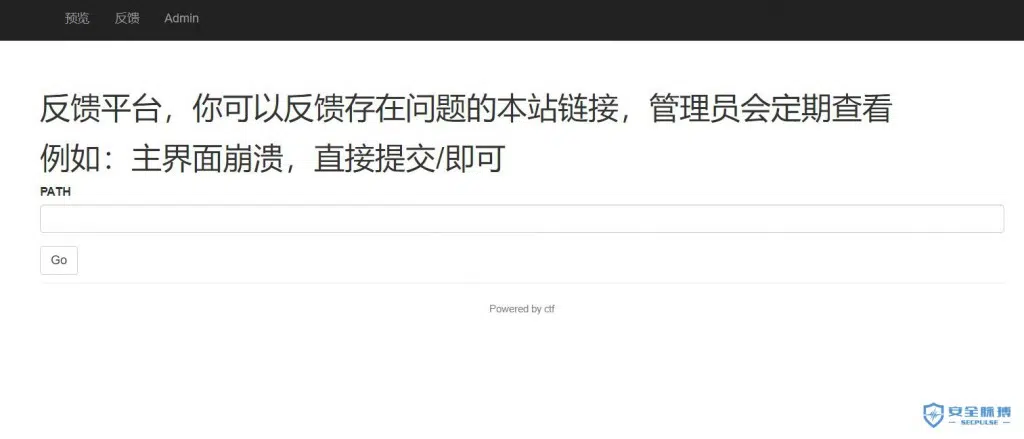 预览 反馈 Admin
反馈平台，你可以反馈存在问题的本站链接，管理员会定期查看
例如：主界面崩溃，直接提交/即可
PATH
Go
Powered by ctf
安全脉搏
SECPULSE